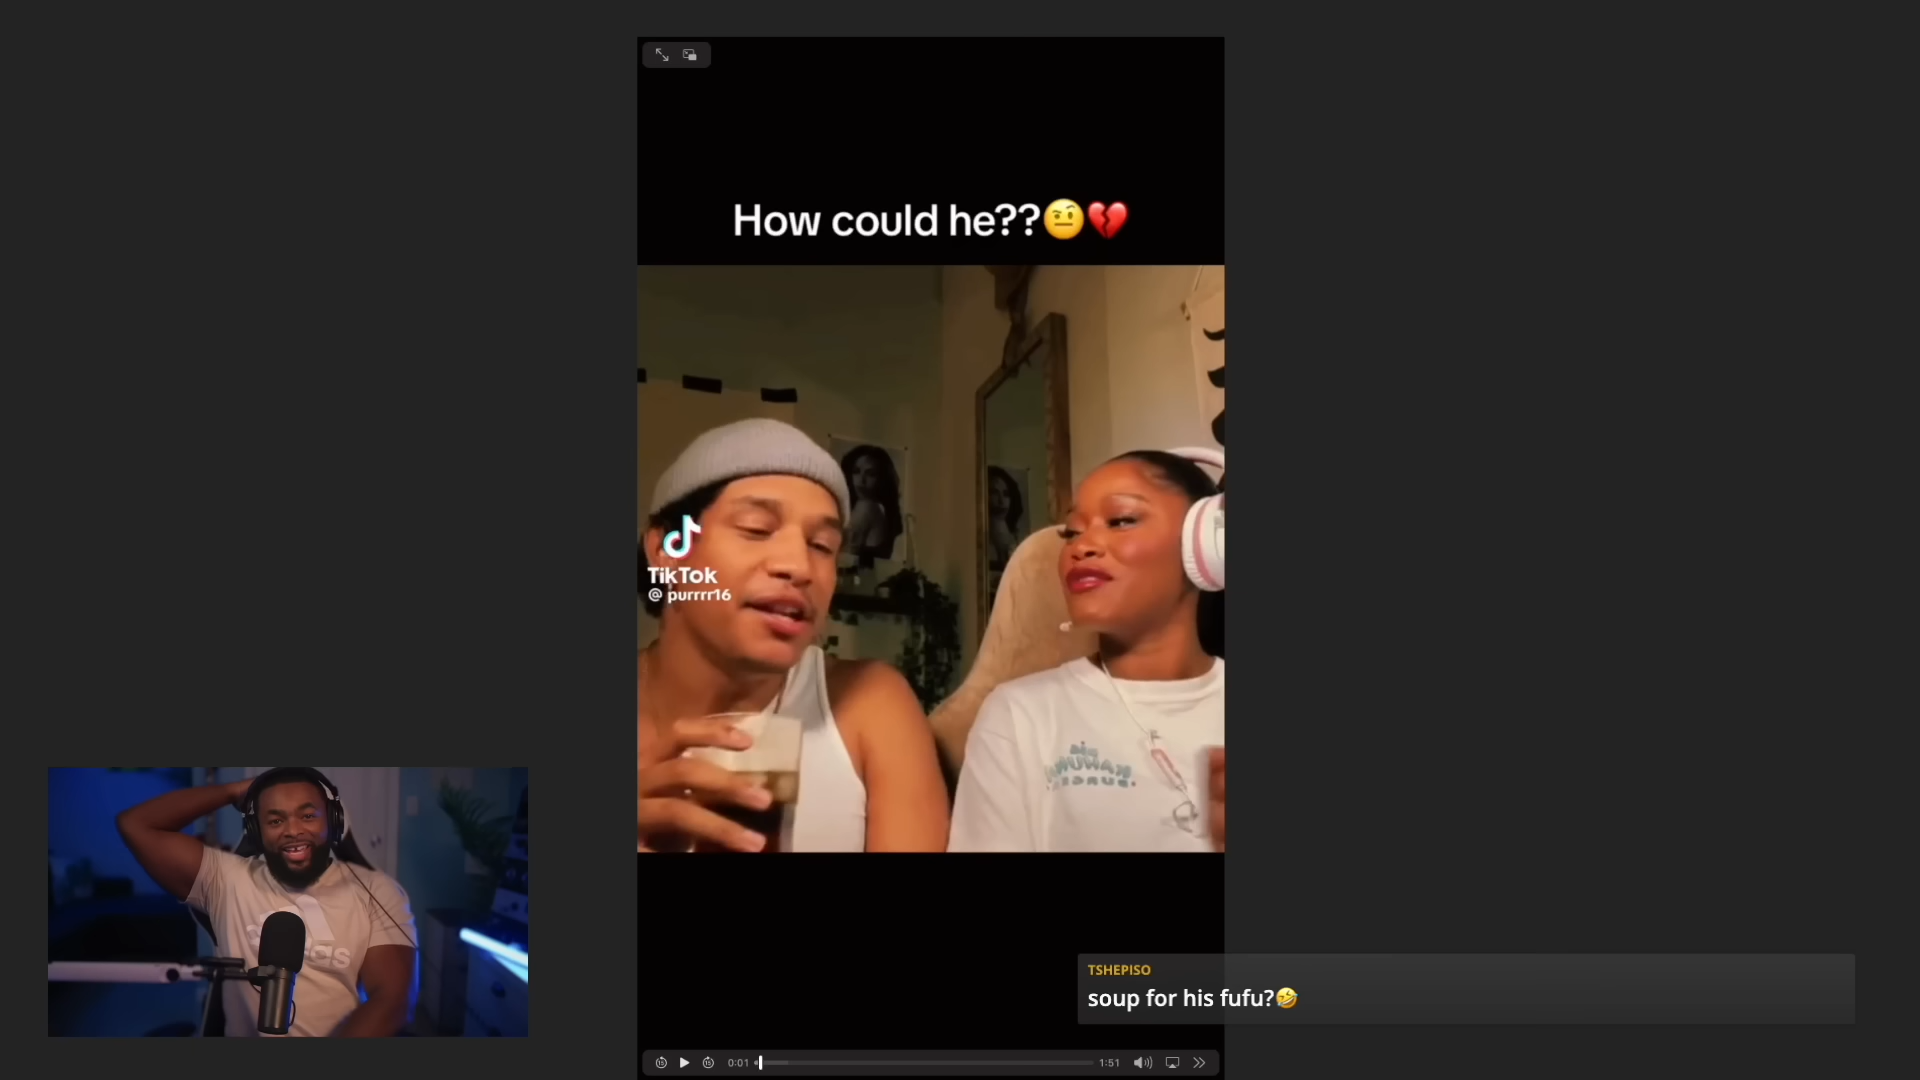 How could he??🤨💔
TikTok
@ purrrr16
TSHEPISO
soup for his fufu?🤣
0:01
1:51